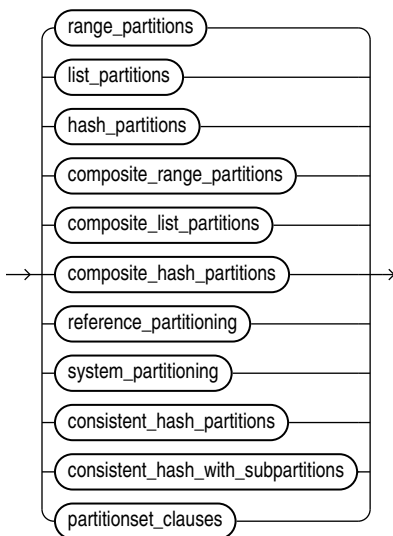 range_partitions
list_partitions
hash_partitions
composite_range_partitions
composite_list_partitions
composite_hash_partitions
reference_partitioning
system_partitioning
consistent_hash_partitions
consistent_hash_with_subpartitions
partitionset_clauses